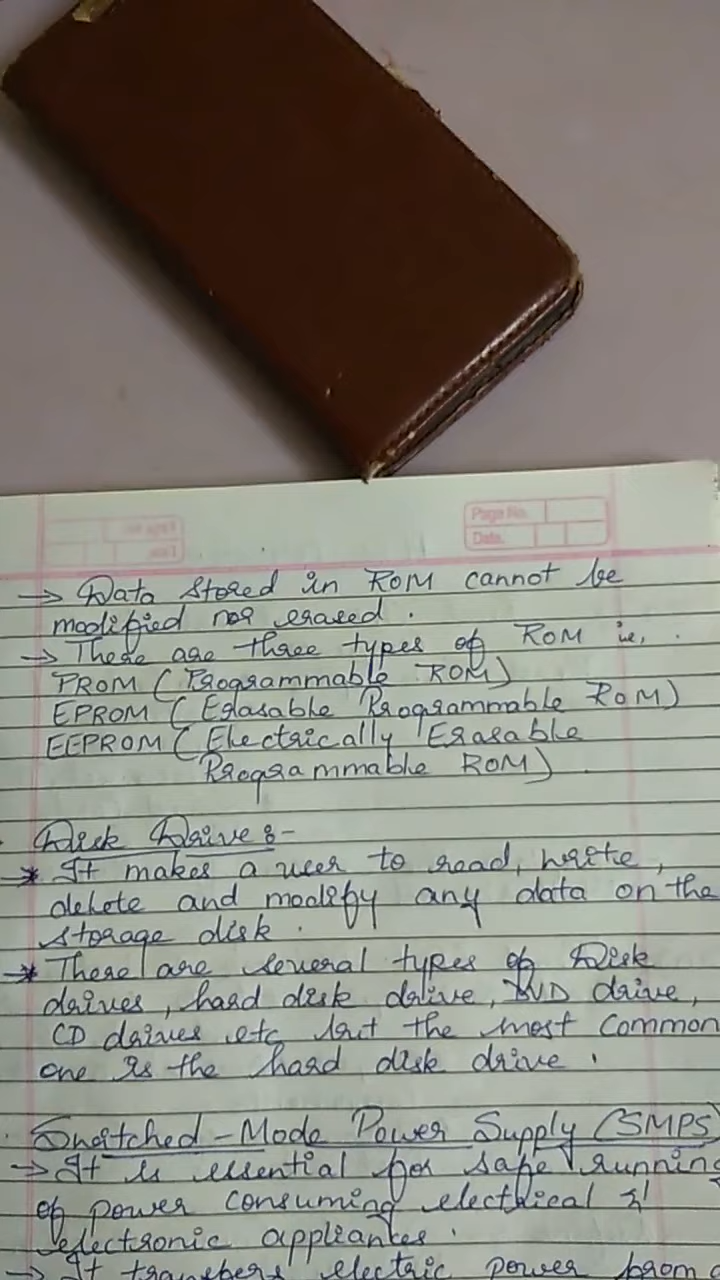 Page No.
Date.
→ Data stored in ROM cannot be
modified nor erased.
→ There are three types of ROM ie,
PROM (Programmable ROM)
EPROM (Erasable Programmable ROM)
EEPROM (Electrically Erasable
Programmable ROM)
Disk Drive :-
* It makes a user to read, write,
delete and modify any data on the
storage disk.
* There are several types of Disk
drives, hard disk drive, DVD drive,
CD drives etc but the most common
one is the hard disk drive.
Switched-Mode Power Supply (SMPS)
→ It is essential for safe running
of power consuming electrical &
electronic appliances.
→ It transfers electric power from